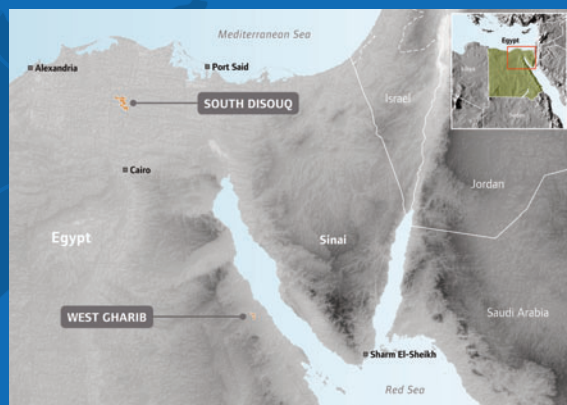 Mediterranean Sea
Egypt
Alexandria
Port Said
SOUTH DISOUQ
Israel
Cairo
Jordan
Egypt
Sinai
WEST GHARIB
Saudi Arabia
Sharm El-Sheikh
Red Sea